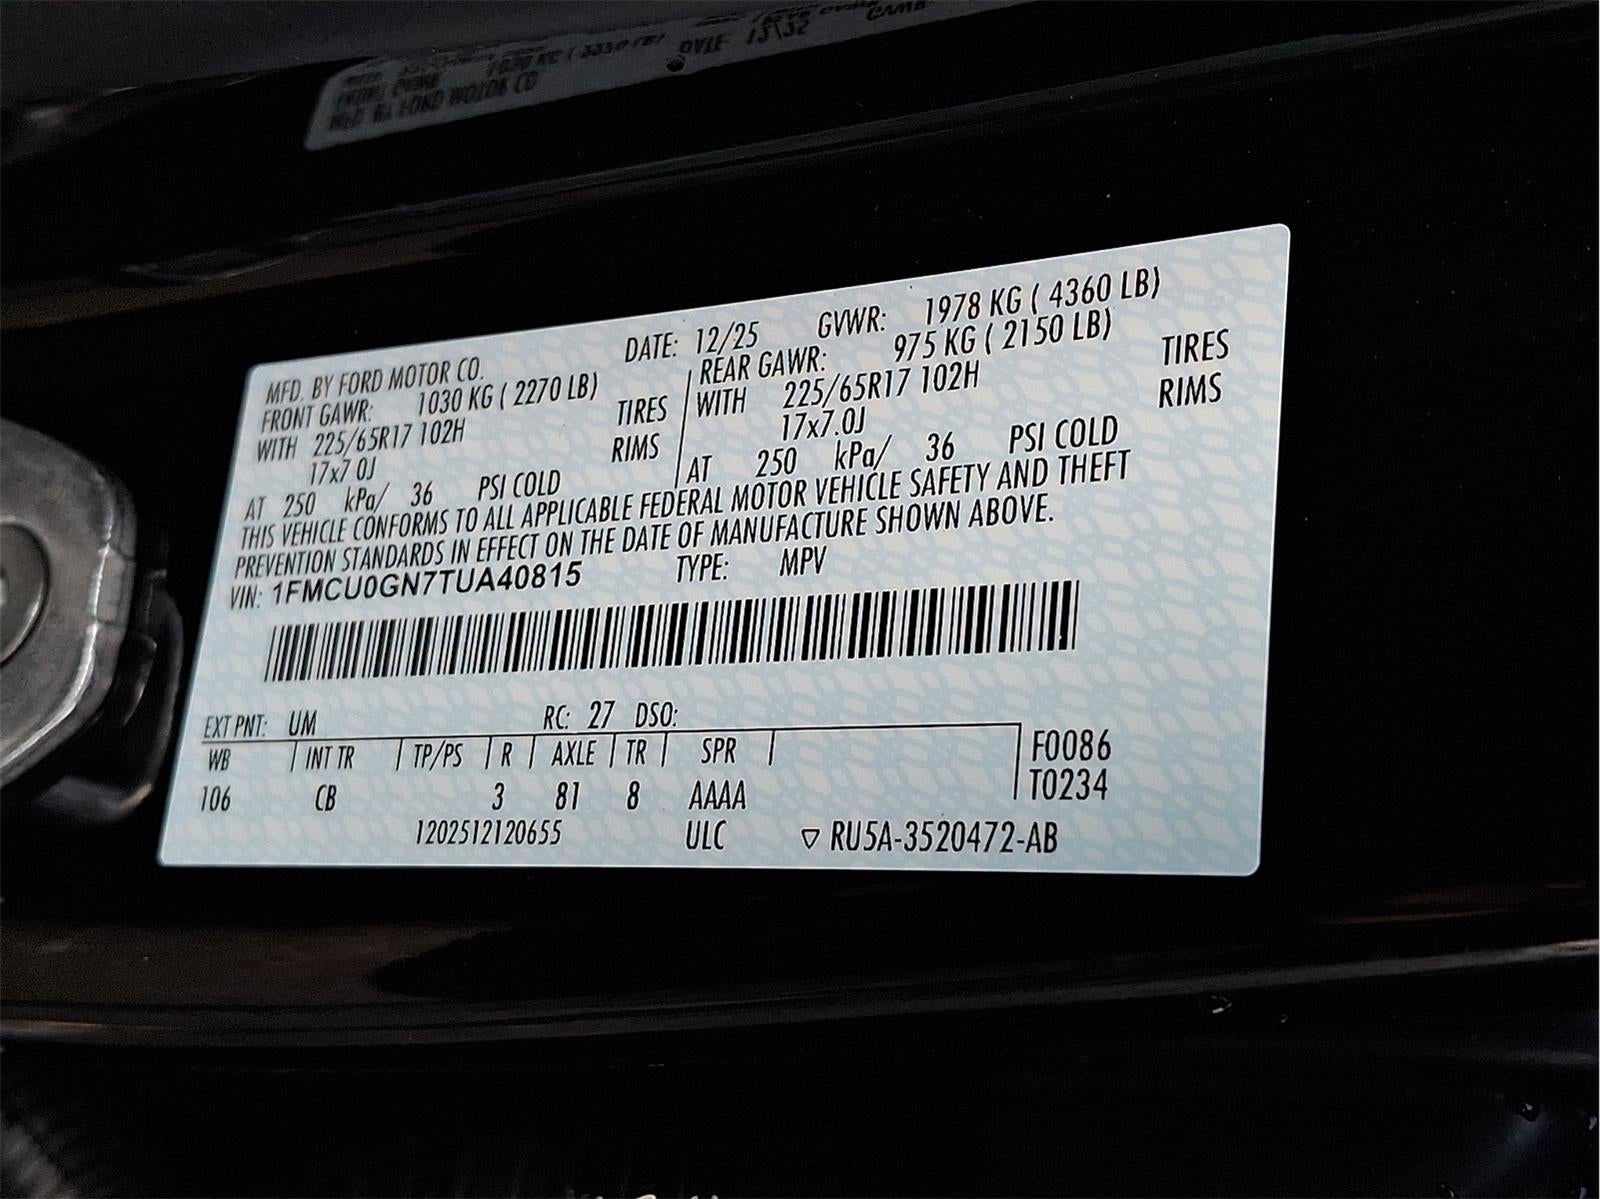 MFD. BY FORD MOTOR CO. DATE: 12/25 GVWR: 1978 KG ( 4360 LB)
FRONT GAWR: 1030 KG ( 2270 LB) REAR GAWR: 975 KG ( 2150 LB)
WITH 225/65R17 102H TIRES WITH 225/65R17 102H TIRES
17x7.0J RIMS 17x7.0J RIMS
AT 250 kPa/ 36 PSI COLD AT 250 kPa/ 36 PSI COLD
THIS VEHICLE CONFORMS TO ALL APPLICABLE FEDERAL MOTOR VEHICLE SAFETY AND THEFT
PREVENTION STANDARDS IN EFFECT ON THE DATE OF MANUFACTURE SHOWN ABOVE.
VIN: 1FMCU0GN7TUA40815 TYPE: MPV
EXT PNT: UM RC: 27 DSO:
WB INT TR TP/PS R AXLE TR SPR F0086
106 CB 3 81 8 AAAA T0234
1202512120655 ULC ▽ RU5A-3520472-AB